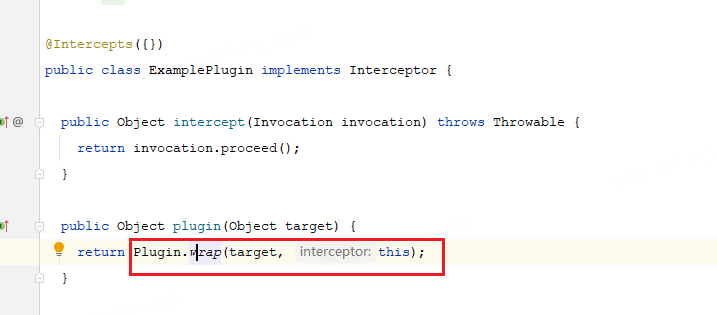 @Intercepts({})
public class ExamplePlugin implements Interceptor {
public Object intercept(Invocation invocation) throws Throwable {
return invocation.proceed();
}
public Object plugin(Object target) {
return Plugin.wrap(target, interceptor: this);
}